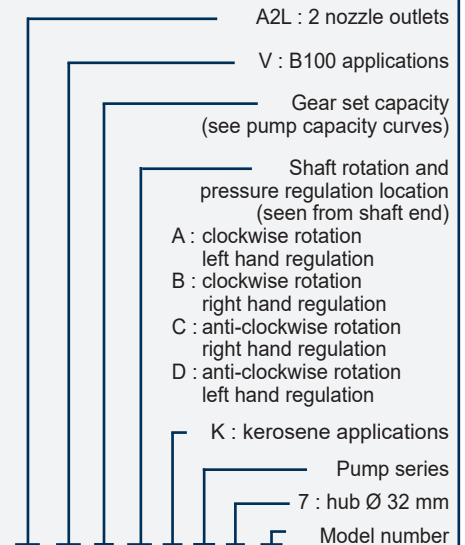 A2L : 2 nozzle outlets
V : B100 applications
Gear set capacity
(see pump capacity curves)
Shaft rotation and
pressure regulation location
(seen from shaft end)
A : clockwise rotation
left hand regulation
B : clockwise rotation
right hand regulation
C : anti-clockwise rotation
right hand regulation
D : anti-clockwise rotation
left hand regulation
K : kerosene applications
Pump series
7 : hub Ø 32 mm
Model number